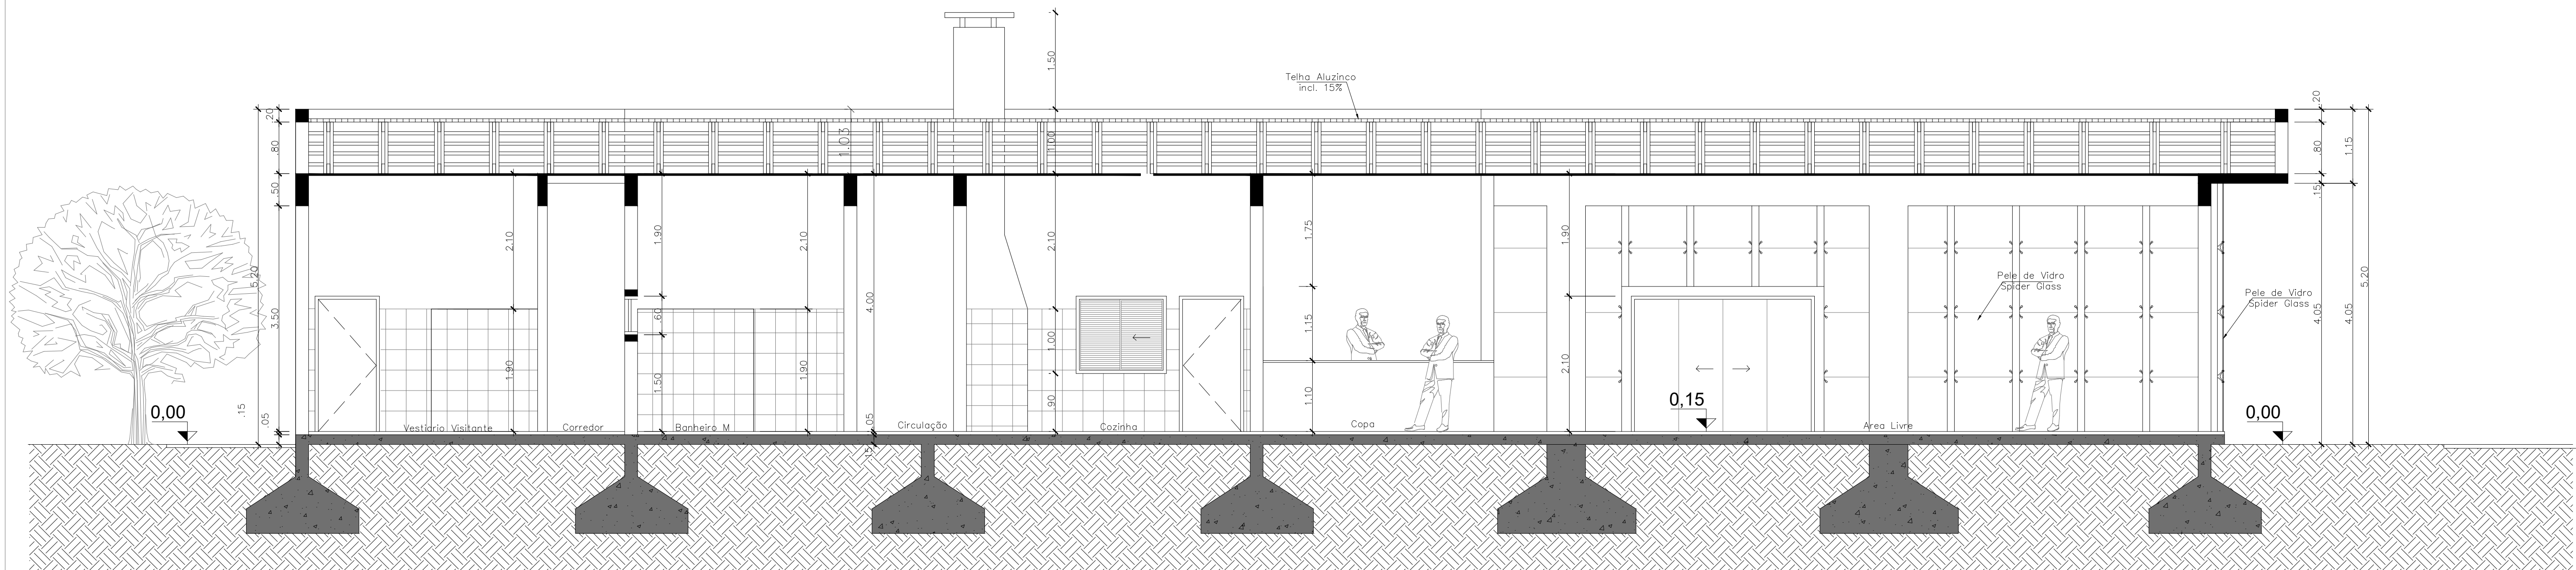 1.50
Telha Aluzinco
incl. 15%
.20
.80
.50
3.50
.05
.15
5.20
0,00
1.03
1.00
2.10
1.90
1.90
.60
1.50
2.10
1.90
4.00
.05
.15
2.10
1.00
.90
1.75
1.15
1.10
1.90
2.10
Pele de Vidro
Spider Glass
Pele de Vidro
Spider Glass
.20
.80
.15
4.05
1.15
4.05
5.20
0,15
0,00
Vestiario Visitante
Corredor
Banheiro M
Circulação
Cozinha
Copa
Area Livre